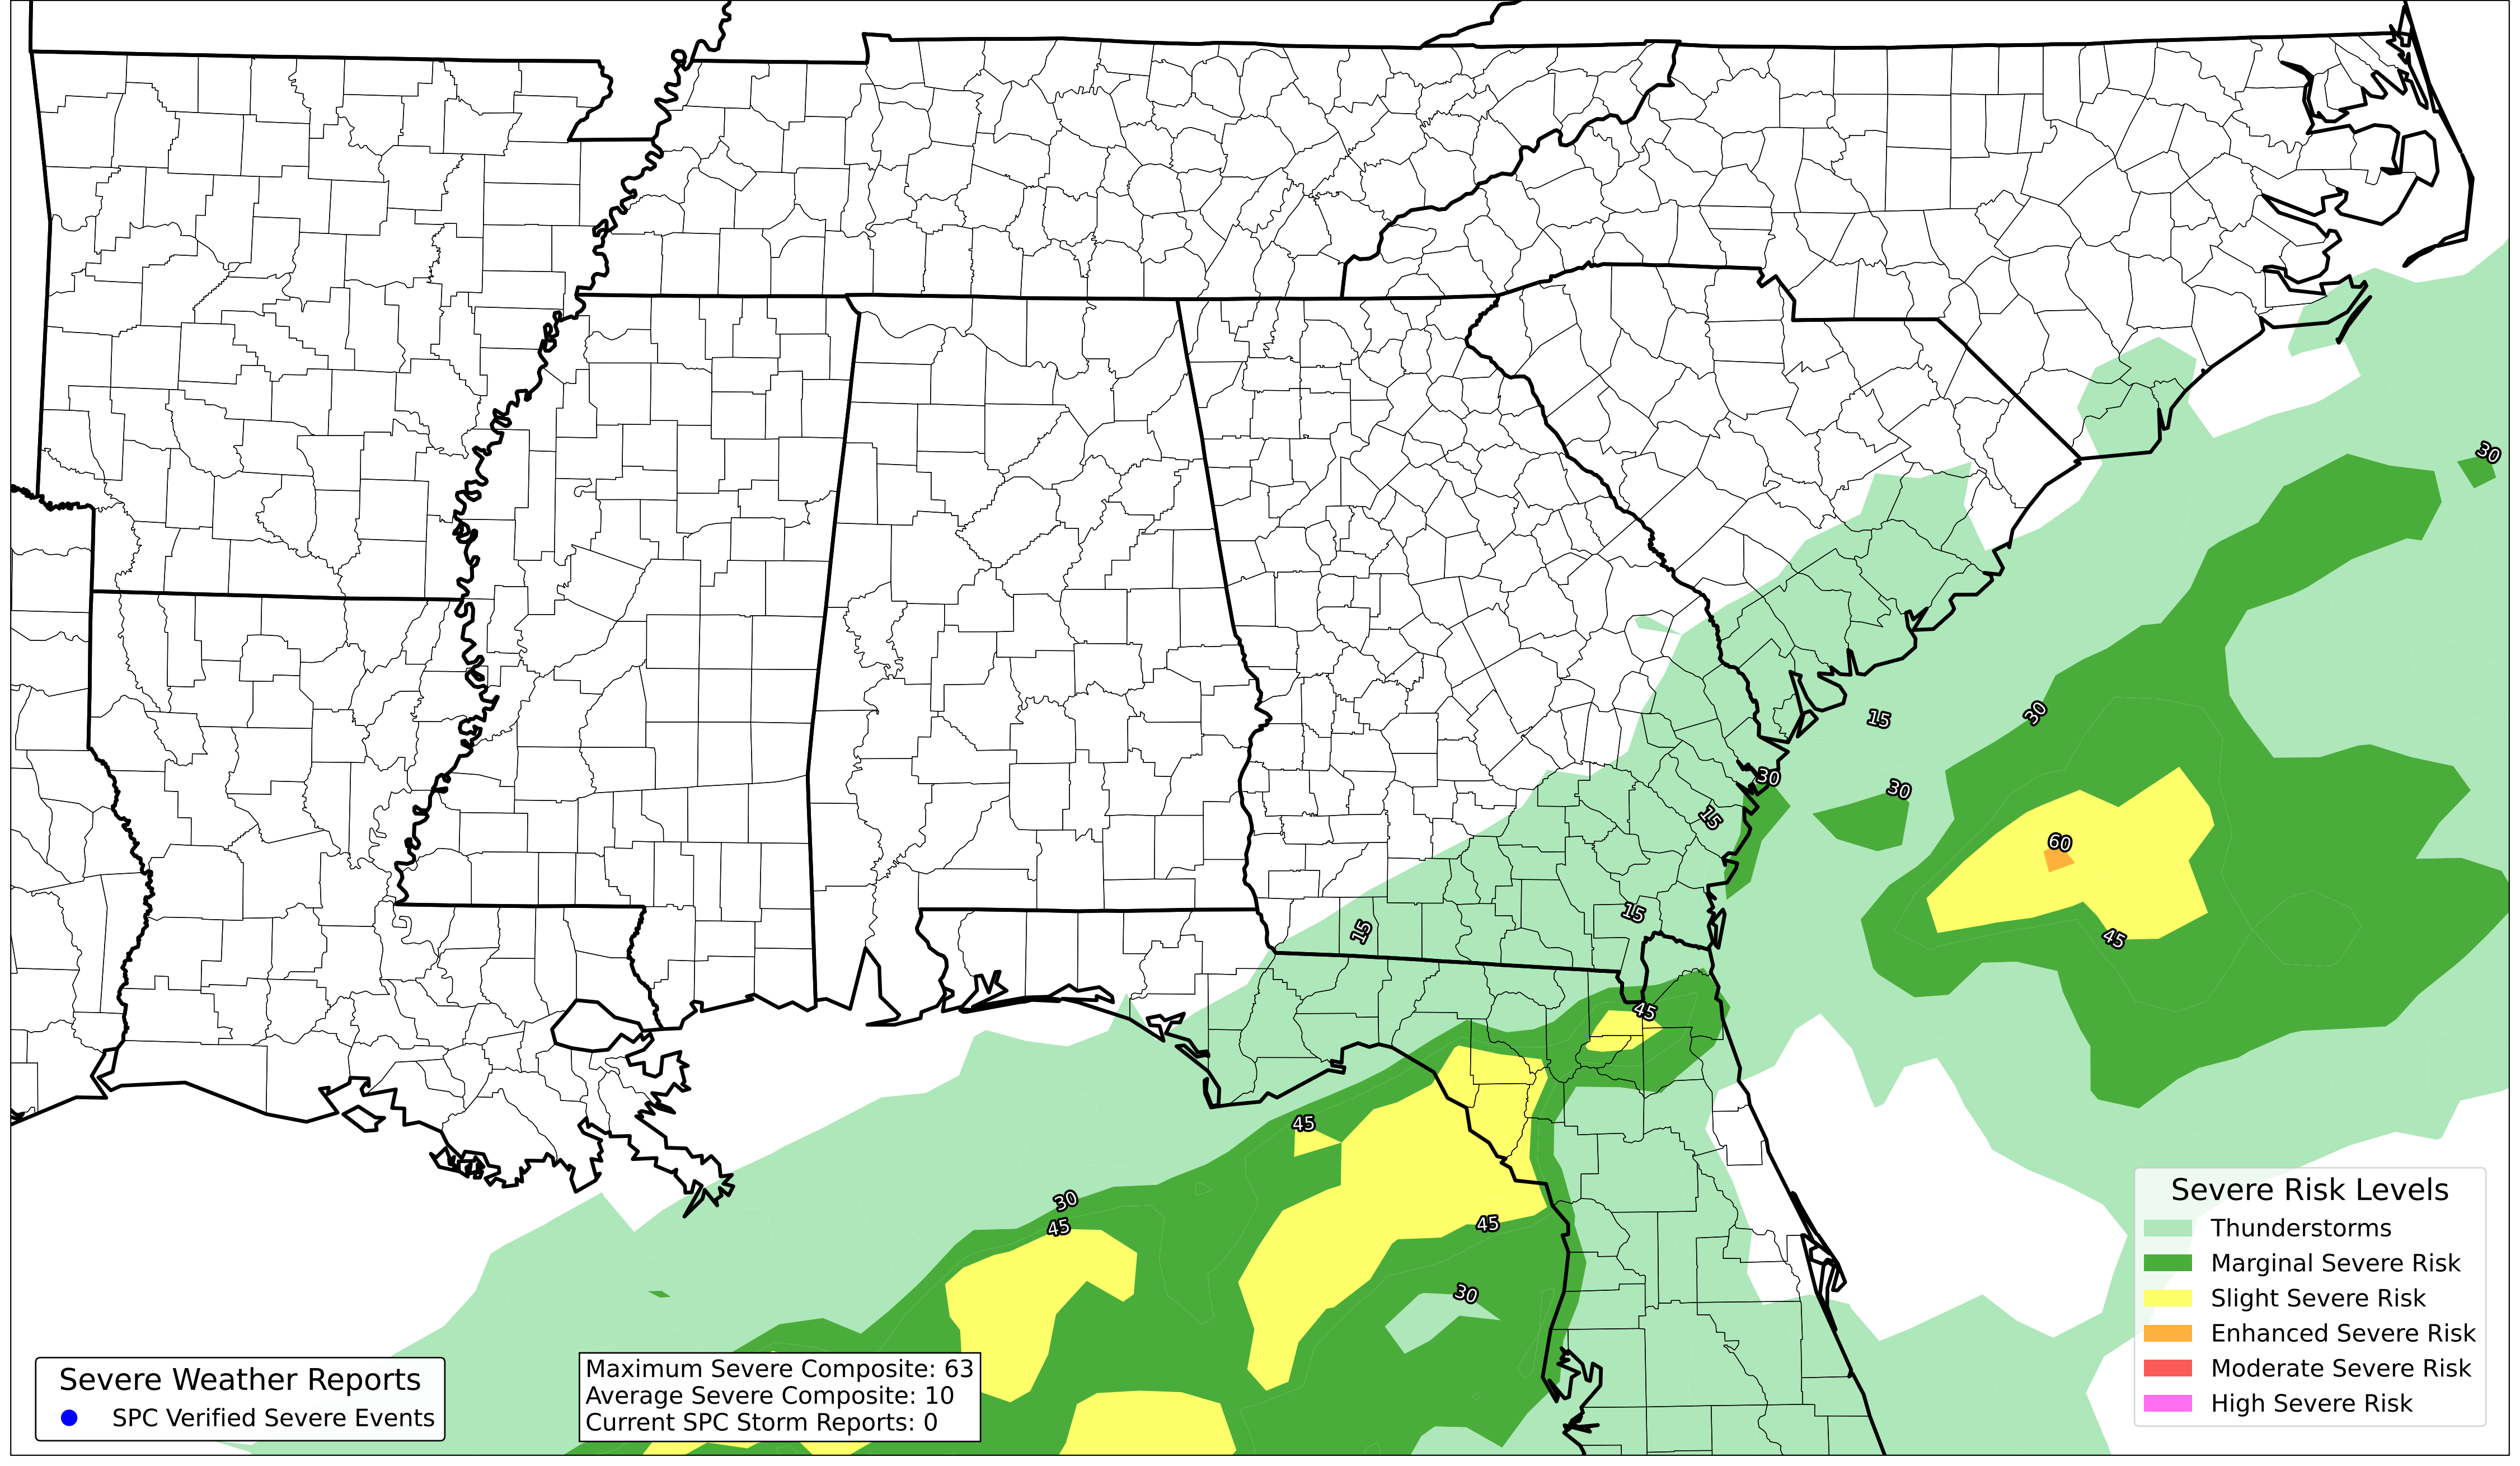 30
15
30
30
30
60
15
15
15
45
45
45
30
45
45
30
Severe Risk Levels
Thunderstorms
Marginal Severe Risk
Slight Severe Risk
Enhanced Severe Risk
Moderate Severe Risk
High Severe Risk
Severe Weather Reports
SPC Verified Severe Events
Maximum Severe Composite: 63
Average Severe Composite: 10
Current SPC Storm Reports: 0